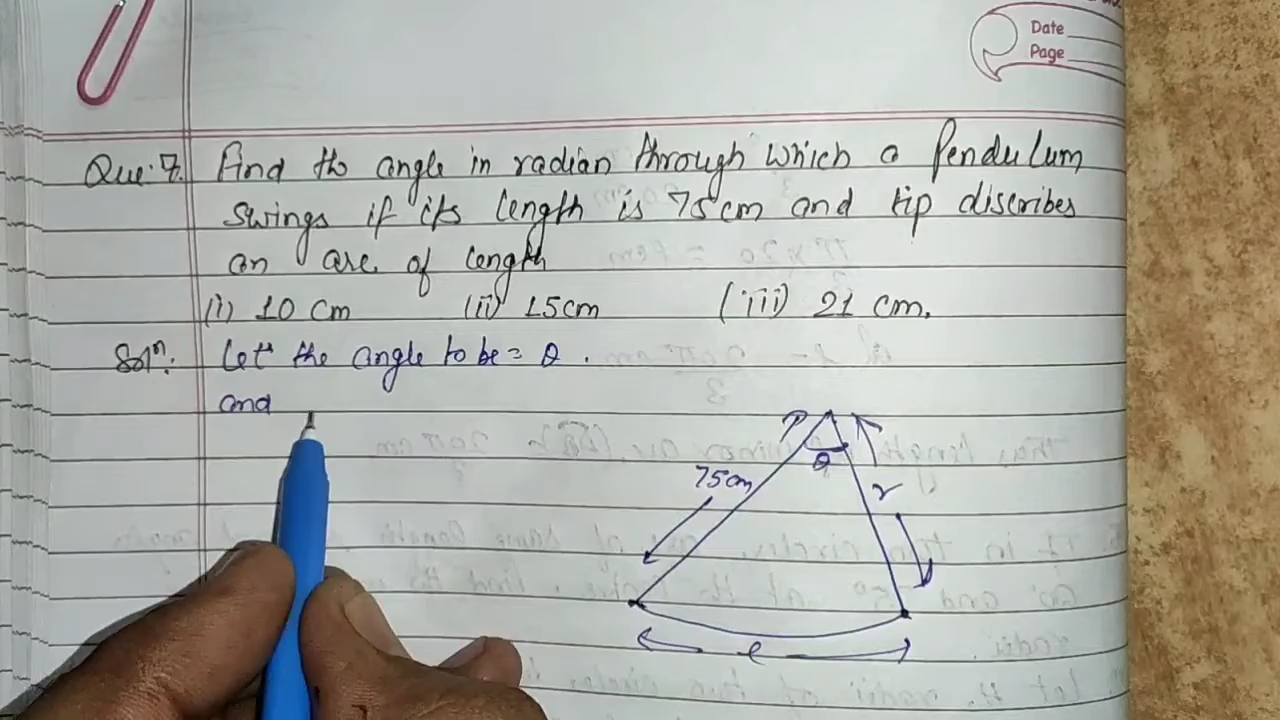 Date
Page
Que:7. Find the angle in radian through which a Pendulum
swings if its length is 75cm and tip discribes
an arc of length
(i) 10 cm (ii) 15cm (iii) 21 cm.
Solⁿ: Let the angle to be = θ.
and
θ
75cm
r
l